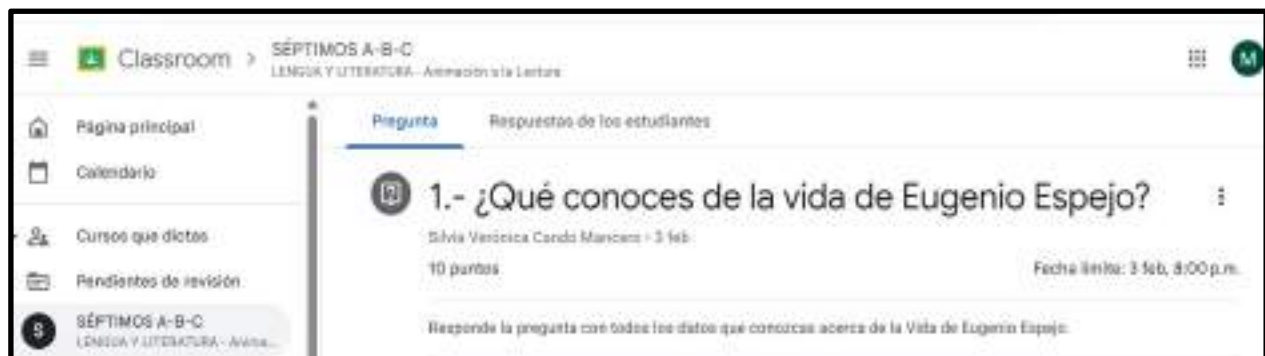 Classroom > SÉPTIMOS A-B-C
LENGUA Y LITERATURA - Animación a la Lectura
M
Página principal
Calendario
Cursos que dictas
Pendientes de revisión
S
SÉPTIMOS A-B-C
LENGUA Y LITERATURA - Anima...
Pregunta Respuestas de los estudiantes
1.- ¿Qué conoces de la vida de Eugenio Espejo?
Silvia Verónica Cando Mancero • 3 feb
10 puntos Fecha límite: 3 feb, 8:00 p.m.
Responde la pregunta con todos los datos que conozcas acerca de la Vida de Eugenio Espejo.